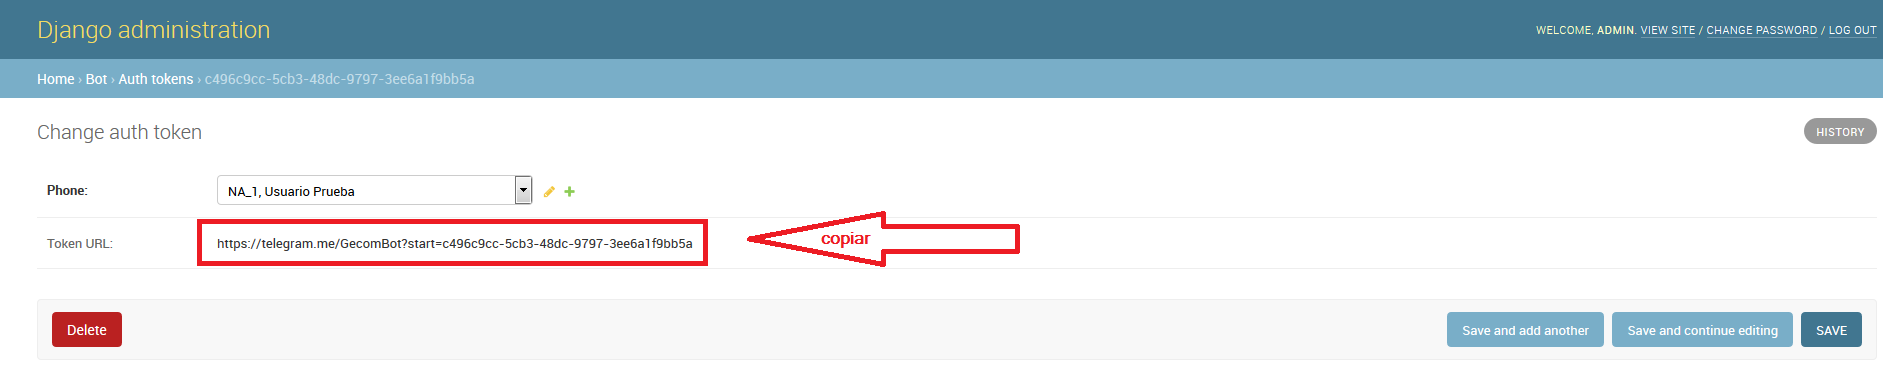 Django administration
WELCOME, ADMIN. VIEW SITE / CHANGE PASSWORD / LOG OUT
Home › Bot › Auth tokens › c496c9cc-5cb3-48dc-9797-3ee6a1f9bb5a
Change auth token
HISTORY
Phone: NA_1, Usuario Prueba
Token URL: https://telegram.me/GecomBot?start=c496c9cc-5cb3-48dc-9797-3ee6a1f9bb5a copiar
Delete Save and add another Save and continue editing SAVE